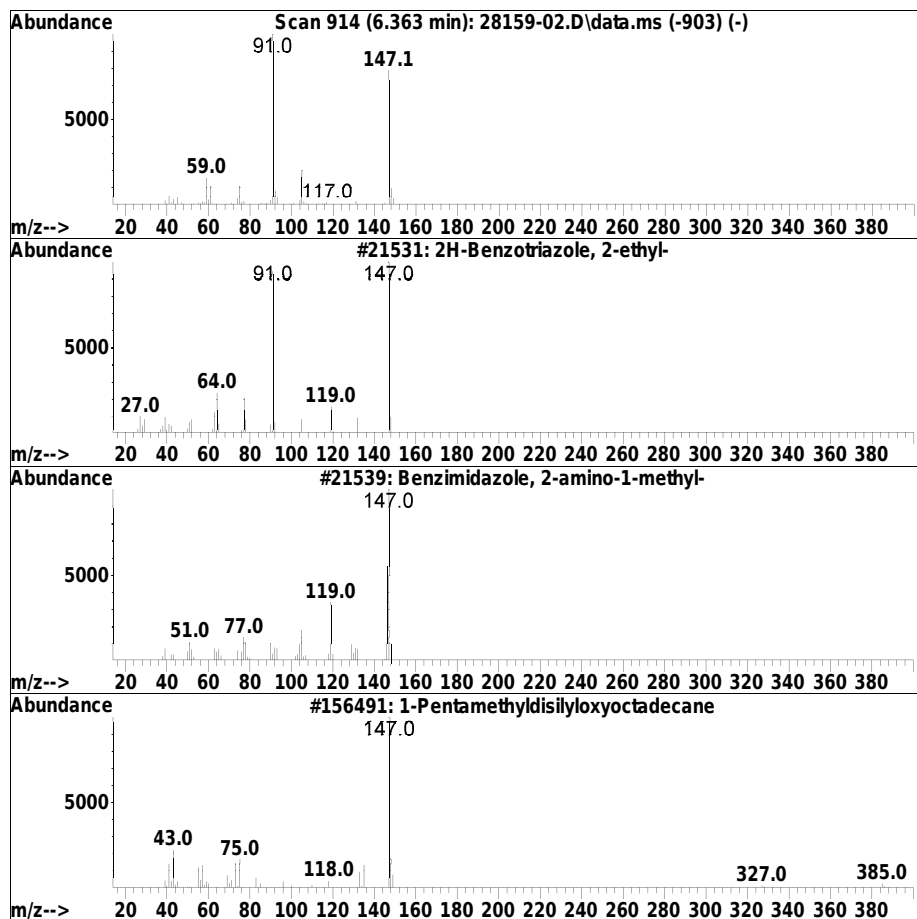 Abundance Scan 914 (6.363 min): 28159-02.D\data.ms (-903) (-)
91.0
147.1
5000
59.0
117.0
m/z--> 20 40 60 80 100 120 140 160 180 200 220 240 260 280 300 320 340 360 380
Abundance #21531: 2H-Benzotriazole, 2-ethyl-
91.0 147.0
5000
64.0
119.0
27.0
m/z--> 20 40 60 80 100 120 140 160 180 200 220 240 260 280 300 320 340 360 380
Abundance #21539: Benzimidazole, 2-amino-1-methyl-
147.0
5000
119.0
51.0 77.0
m/z--> 20 40 60 80 100 120 140 160 180 200 220 240 260 280 300 320 340 360 380
Abundance #156491: 1-Pentamethyldisilyloxyoctadecane
147.0
5000
43.0
75.0
118.0 327.0 385.0
m/z--> 20 40 60 80 100 120 140 160 180 200 220 240 260 280 300 320 340 360 380